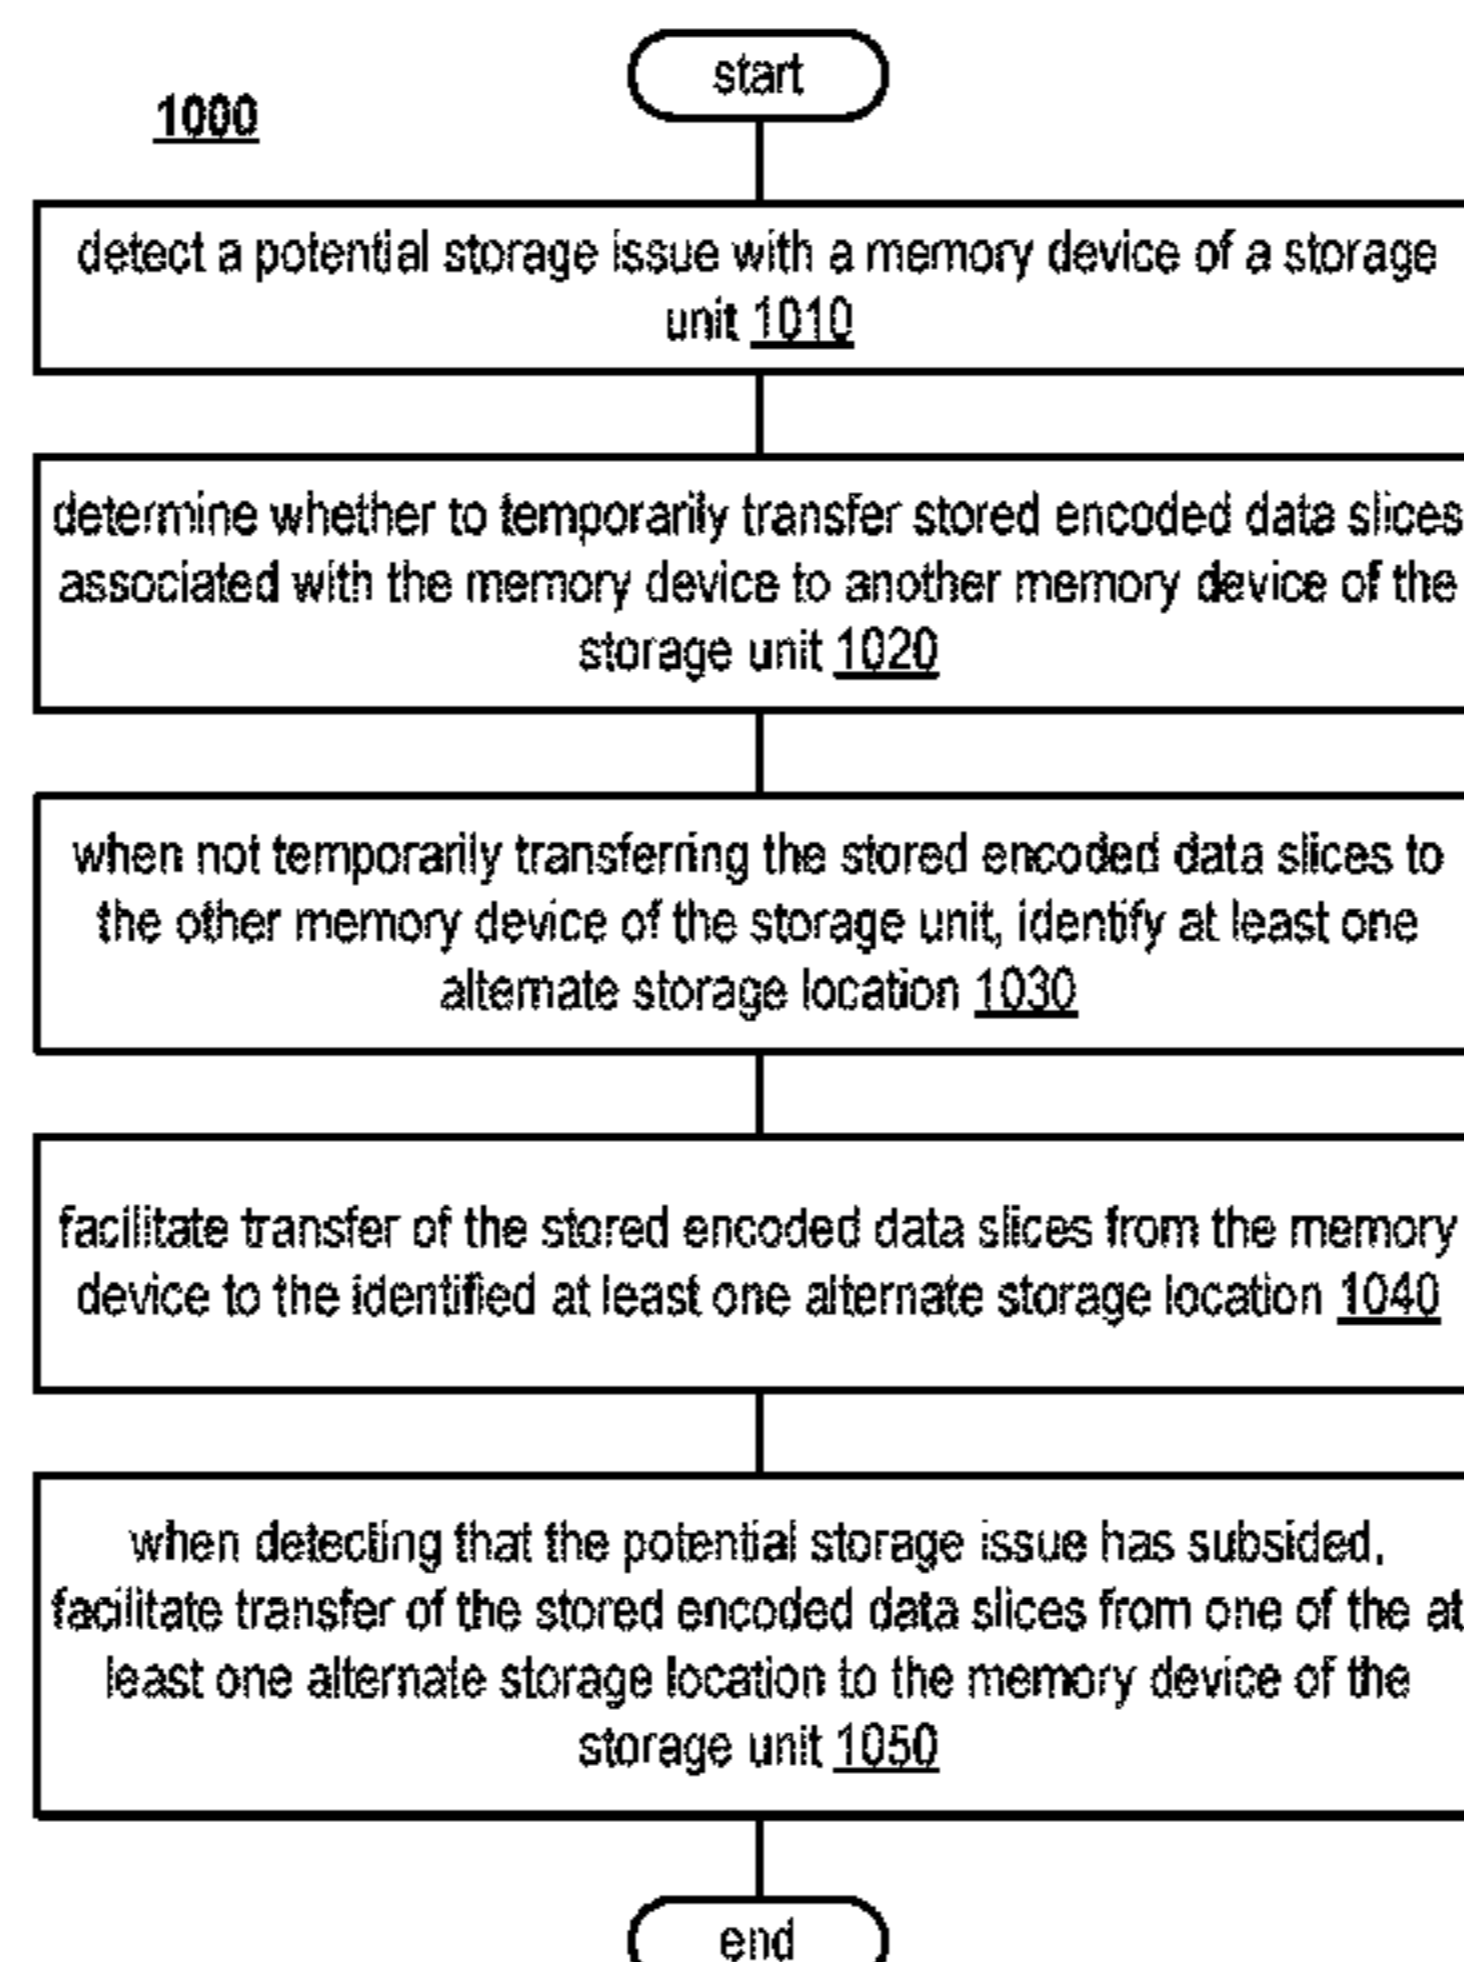 start
1000
detect a potential storage issue with a memory device of a storage
unit 1010
determine whether to temporarily transfer stored encoded data slices
associated with the memory device to another memory device of the
storage unit 1020
when not temporarily transferring the stored encoded data slices to
the other memory device of the storage unit, identify at least one
alternate storage location 1030
facilitate transfer of the stored encoded data slices from the memory
device to the identified at least one alternate storage location 1040
when detecting that the potential storage issue has subsided,
facilitate transfer of the stored encoded data slices from one of the at
least one alternate storage location to the memory device of the
storage unit 1050
end